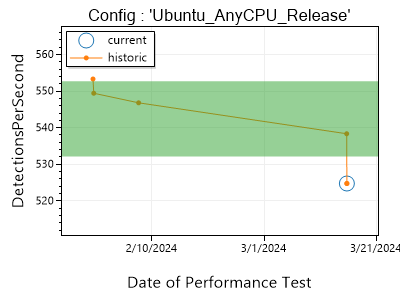 Config : 'Ubuntu_AnyCPU_Release'
current
historic
560
550
540
530
520
DetectionsPerSecond
2/10/2024
3/1/2024
3/21/2024
Date of Performance Test